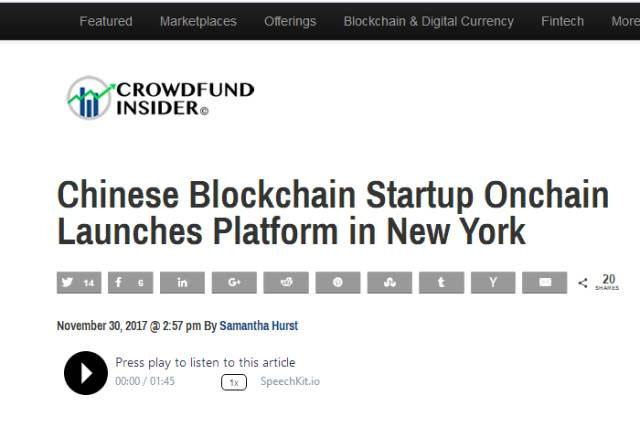 Featured Marketplaces Offerings Blockchain & Digital Currency Fintech More
CROWDFUND
INSIDER©
Chinese Blockchain Startup Onchain
Launches Platform in New York
14 f 6 in G+ t Y 20
SHARES
November 30, 2017 @ 2:57 pm By Samantha Hurst
Press play to listen to this article
00:00 / 01:45 1x SpeechKit.io